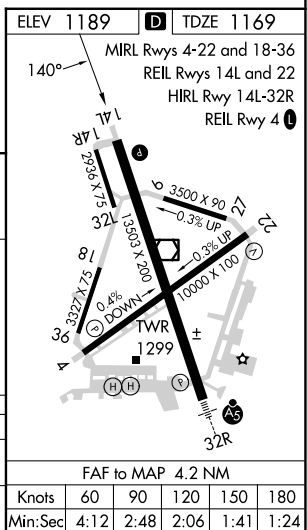 ELEV 1189 D TDZE 1169
MIRL Rwys 4-22 and 18-36
REIL Rwys 14L and 22
HIRL Rwy 14L-32R
REIL Rwy 4 L
140°
14L
14R
P
2936 X 75
32L
9
3500 X 90
0.3% UP
27
22
V
13503 X 200
0.3% UP
10000 X 100
18
3327 X 75
36
P
0.4% DOWN
4
TWR
1299
±
H H
P
A5
32R
FAF to MAP 4.2 NM
Knots 60 90 120 150 180
Min:Sec 4:12 2:48 2:06 1:41 1:24